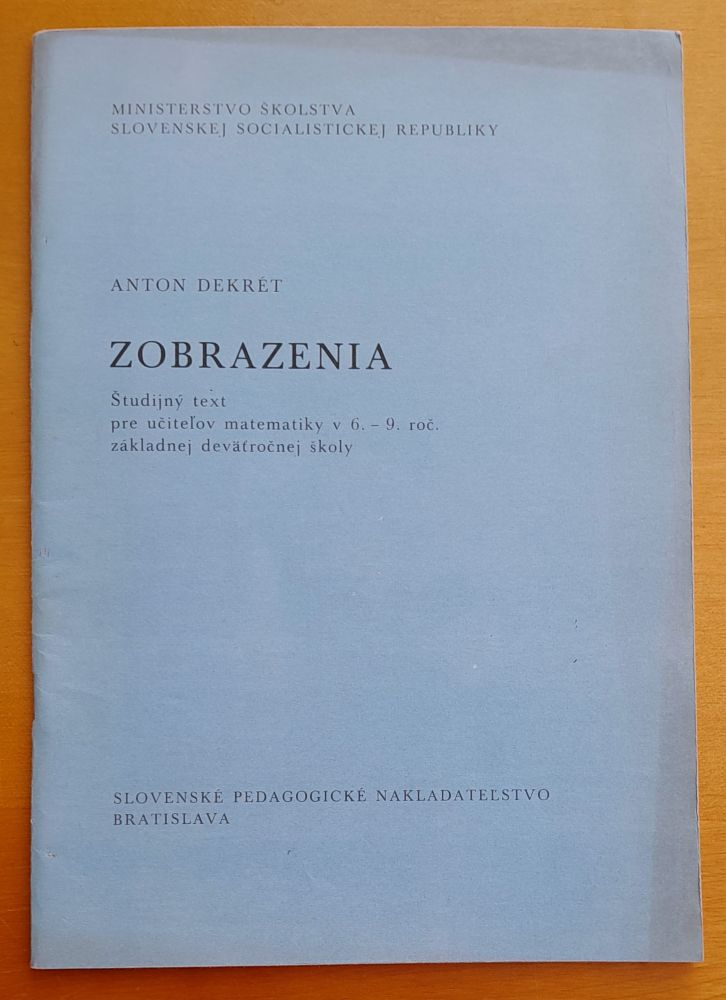 MINISTERSTVO ŠKOLSTVA
SLOVENSKEJ SOCIALISTICKEJ REPUBLIKY
ANTON DEKRÉT
ZOBRAZENIA
Študijný text
pre učiteľov matematiky v 6. – 9. roč.
základnej deväťročnej školy
SLOVENSKÉ PEDAGOGICKÉ NAKLADATEĽSTVO
BRATISLAVA